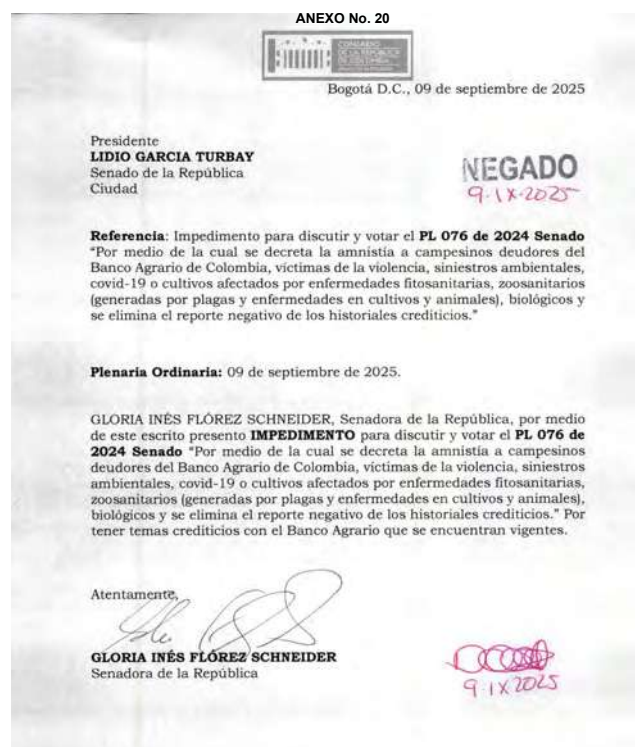 ANEXO No. 20
Bogotá D.C., 09 de septiembre de 2025
Presidente
LIDIO GARCIA TURBAY
Senado de la República
Ciudad
NEGADO
9-IX-2025
Referencia: Impedimento para discutir y votar el PL 076 de 2024 Senado
“Por medio de la cual se decreta la amnistía a campesinos deudores del
Banco Agrario de Colombia, víctimas de la violencia, siniestros ambientales,
covid-19 o cultivos afectados por enfermedades fitosanitarias, zoosanitarios
(generadas por plagas y enfermedades en cultivos y animales), biológicos y
se elimina el reporte negativo de los historiales crediticios.”
Plenaria Ordinaria: 09 de septiembre de 2025.
GLORIA INÉS FLÓREZ SCHNEIDER, Senadora de la República, por medio
de este escrito presento IMPEDIMENTO para discutir y votar el PL 076 de
2024 Senado “Por medio de la cual se decreta la amnistía a campesinos
deudores del Banco Agrario de Colombia, víctimas de la violencia, siniestros
ambientales, covid-19 o cultivos afectados por enfermedades fitosanitarias,
zoosanitarios (generadas por plagas y enfermedades en cultivos y animales),
biológicos y se elimina el reporte negativo de los historiales crediticios.” Por
tener temas crediticios con el Banco Agrario que se encuentran vigentes.
Atentamente,
GLORIA INÉS FLÓREZ SCHNEIDER
Senadora de la República
9 IX 2025